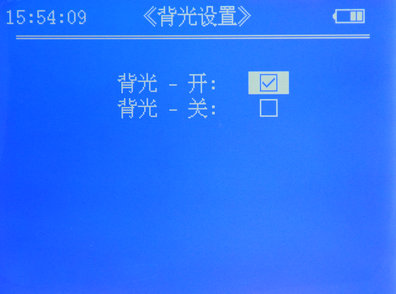 15:54:09 《背光设置》
背光 - 开: ☑
背光 - 关: ☐